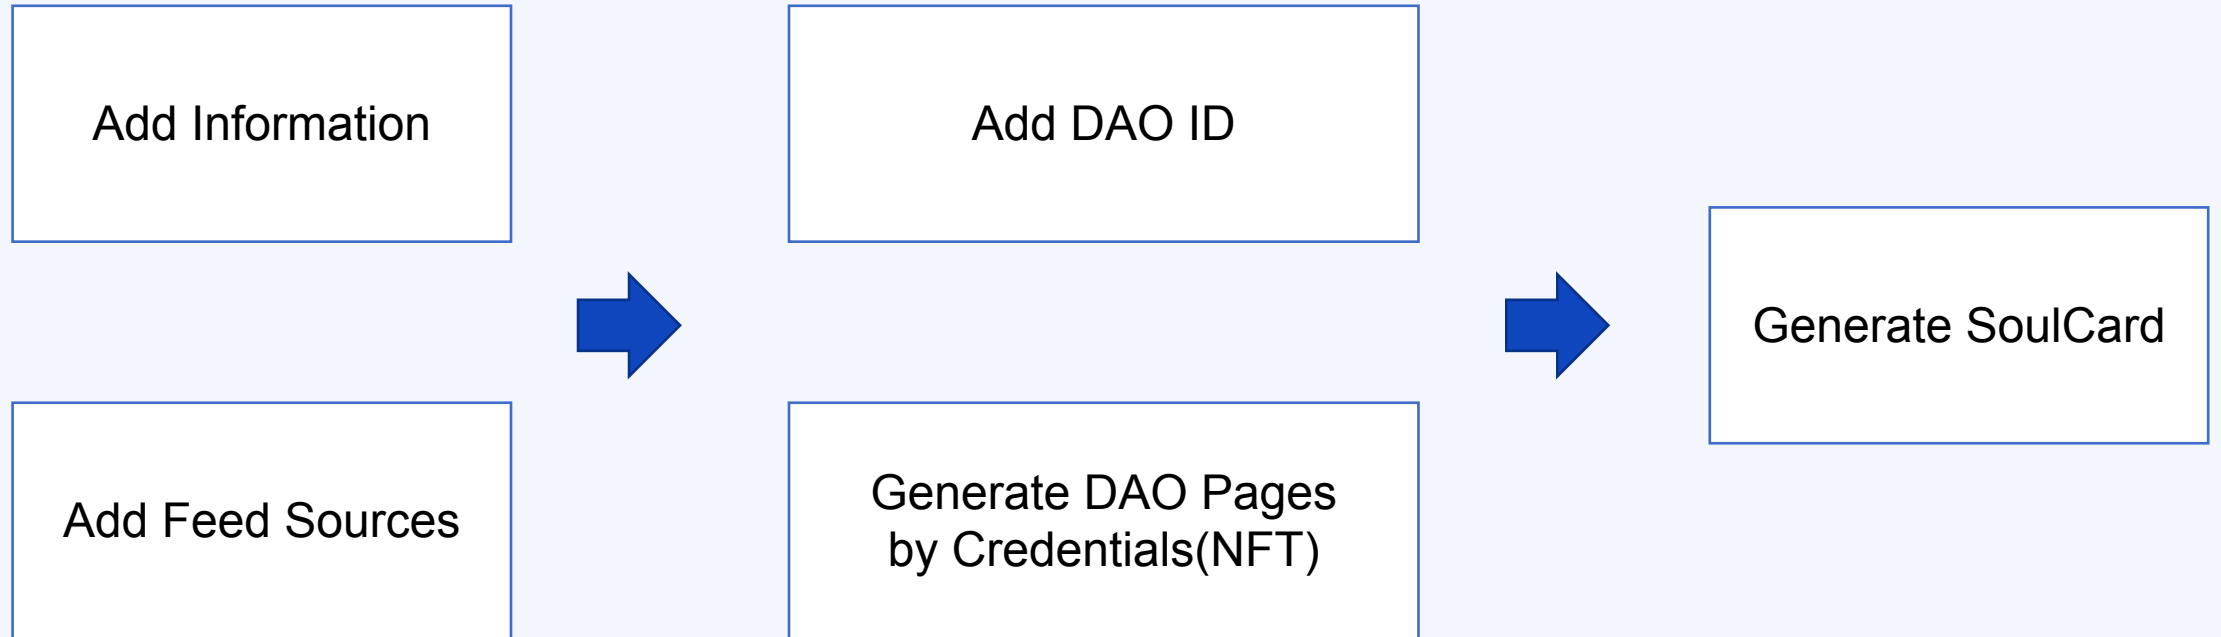 Add Information
Add DAO ID
Generate SoulCard
Add Feed Sources
Generate DAO Pages
by Credentials(NFT)